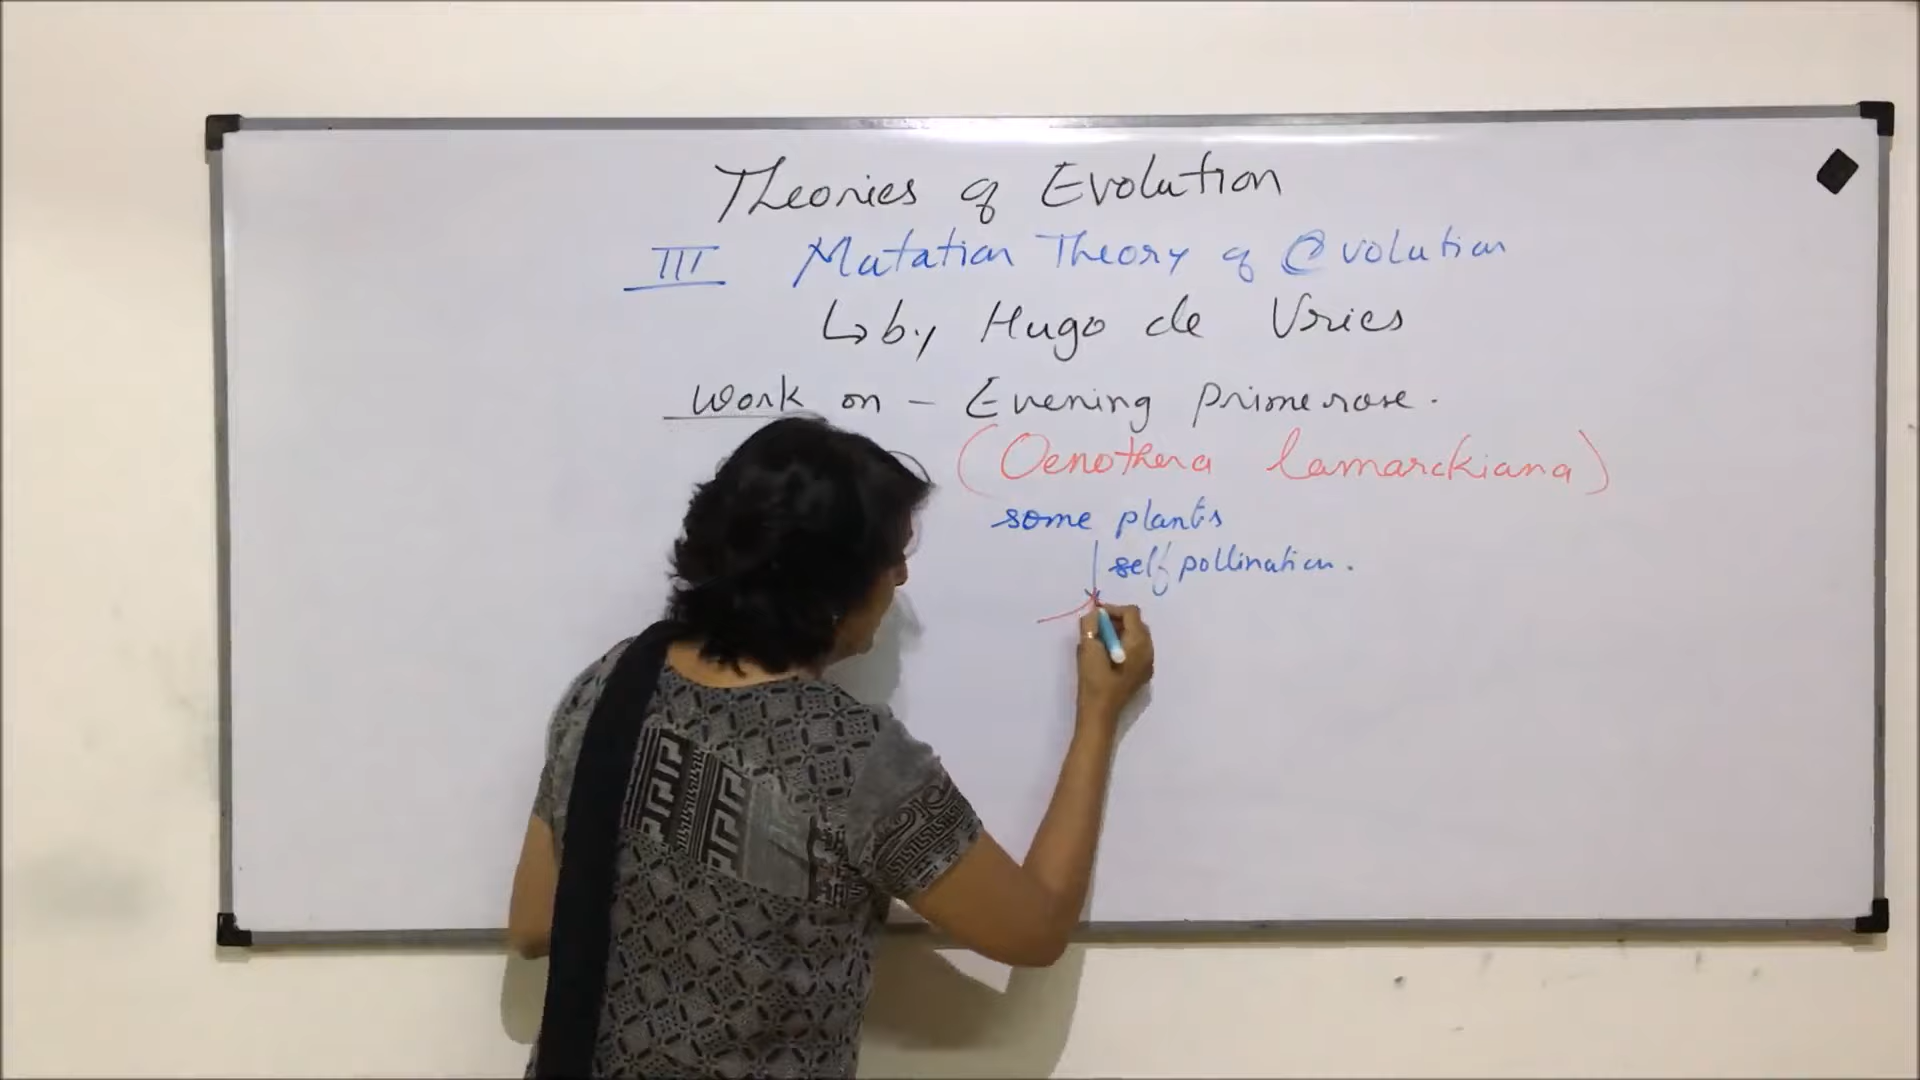 Theories of Evolution
III Mutation Theory of Evolution
↳ by Hugo de Vries
Work on - Evening Primerose.
(Oenothera lamarckiana)
some plants
self pollination.